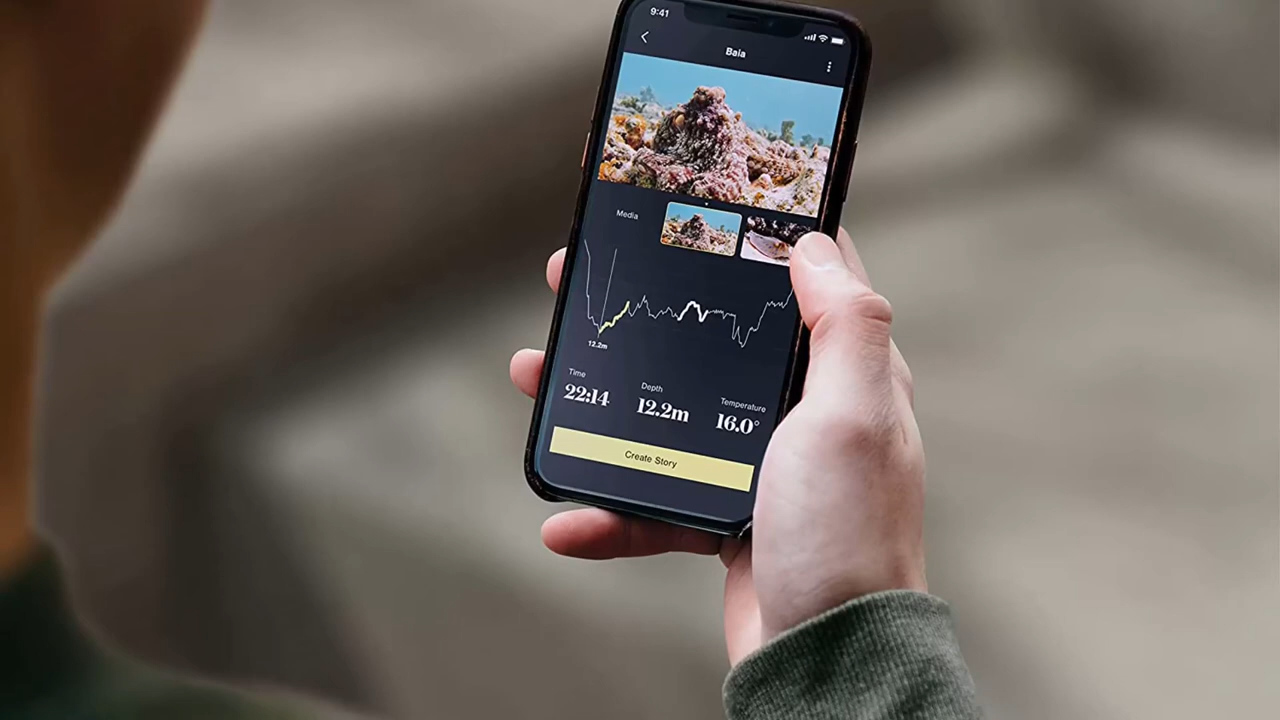 9:41
Baia
Media
12.2m
Time
22:14
Depth
12.2m
Temperature
16.0°
Create Story